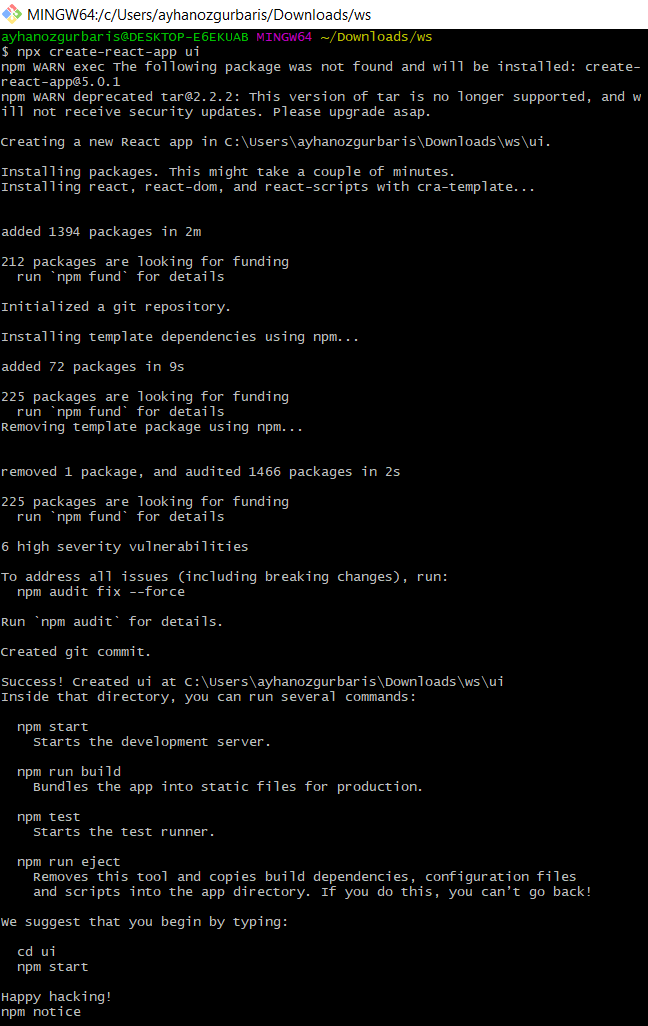 MINGW64:/c/Users/ayhanozgurbaris/Downloads/ws
ayhanozgurbaris@DESKTOP-E6EKUAB MINGW64 ~/Downloads/ws
$ npx create-react-app ui
npm WARN exec The following package was not found and will be installed: create-
react-app@5.0.1
npm WARN deprecated tar@2.2.2: This version of tar is no longer supported, and w
ill not receive security updates. Please upgrade asap.
Creating a new React app in C:\Users\ayhanozgurbaris\Downloads\ws\ui.
Installing packages. This might take a couple of minutes.
Installing react, react-dom, and react-scripts with cra-template...
added 1394 packages in 2m
212 packages are looking for funding
  run `npm fund` for details
Initialized a git repository.
Installing template dependencies using npm...
added 72 packages in 9s
225 packages are looking for funding
  run `npm fund` for details
Removing template package using npm...
removed 1 package, and audited 1466 packages in 2s
225 packages are looking for funding
  run `npm fund` for details
6 high severity vulnerabilities
To address all issues (including breaking changes), run:
  npm audit fix --force
Run `npm audit` for details.
Created git commit.
Success! Created ui at C:\Users\ayhanozgurbaris\Downloads\ws\ui
Inside that directory, you can run several commands:
  npm start
    Starts the development server.
  npm run build
    Bundles the app into static files for production.
  npm test
    Starts the test runner.
  npm run eject
    Removes this tool and copies build dependencies, configuration files
    and scripts into the app directory. If you do this, you can’t go back!
We suggest that you begin by typing:
  cd ui
  npm start
Happy hacking!
npm notice